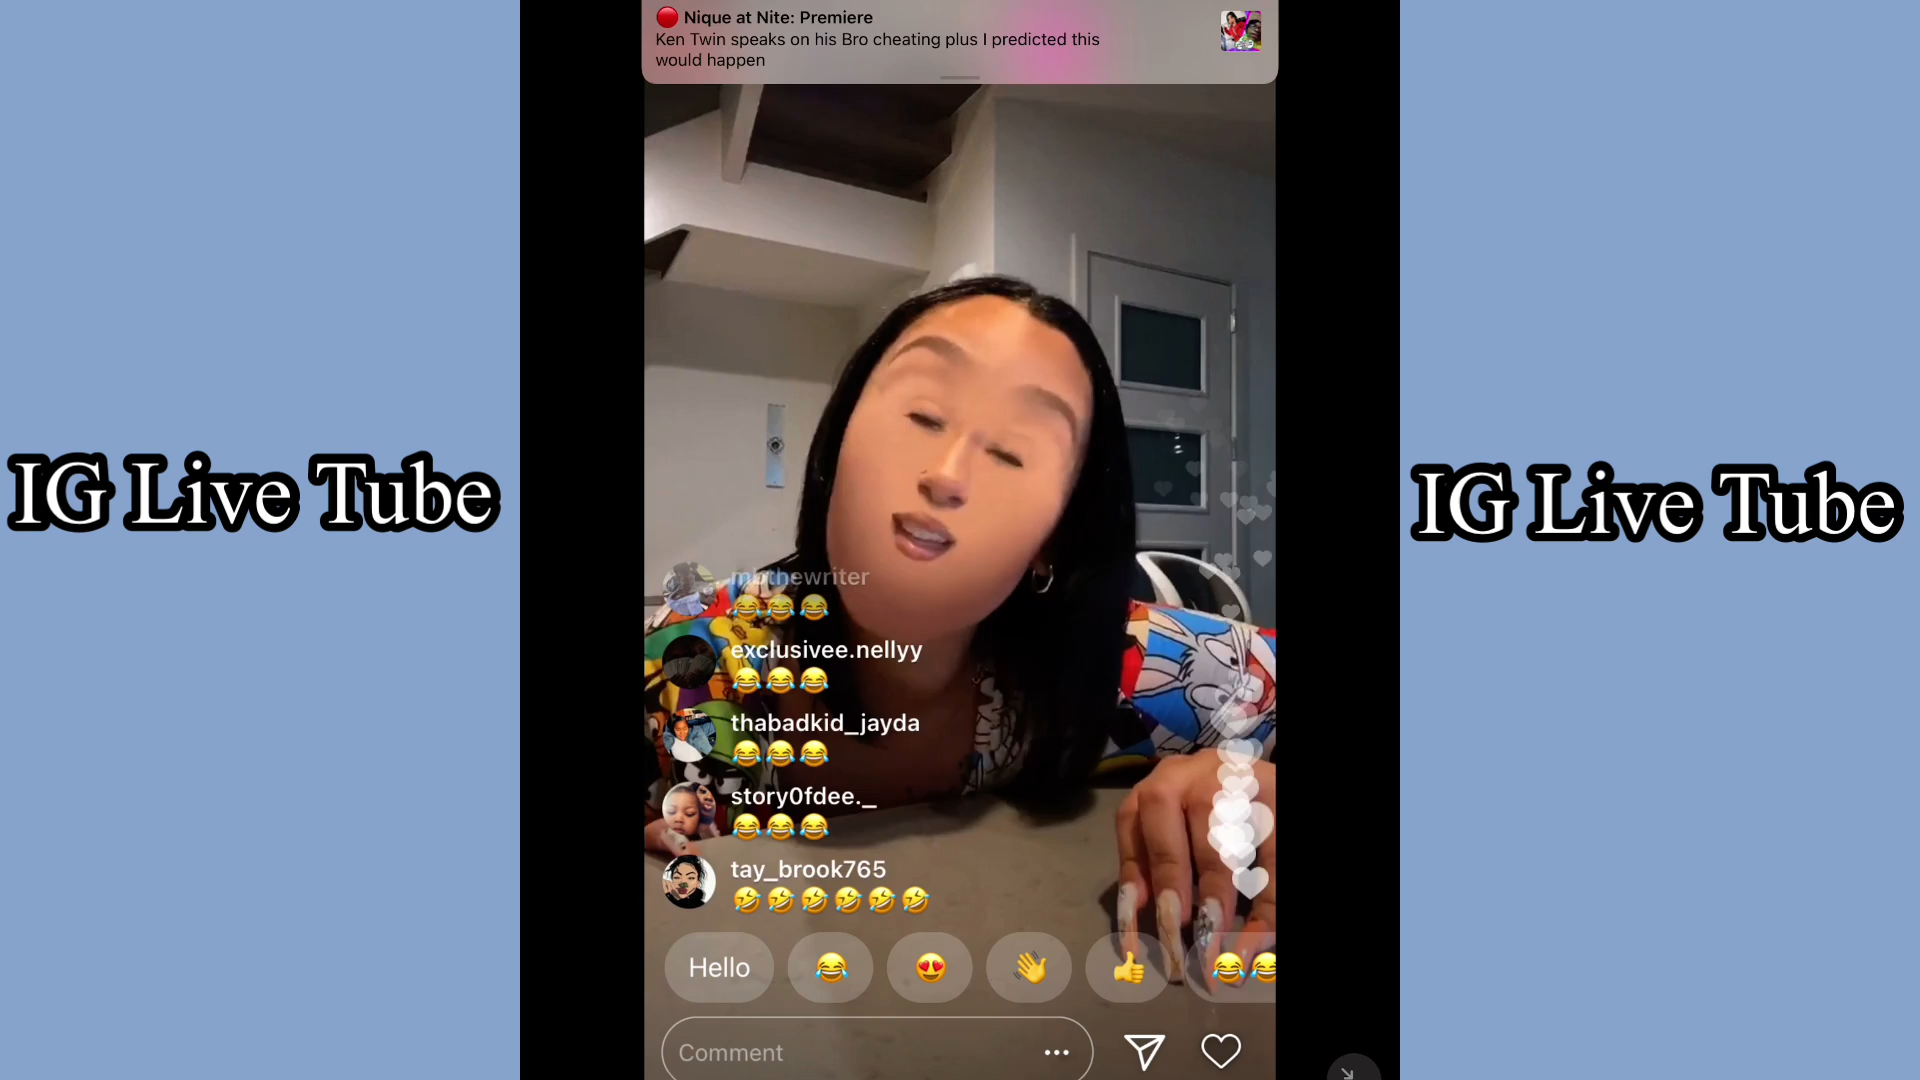 Nique at Nite: Premiere
Ken Twin speaks on his Bro cheating plus I predicted this
would happen
IG Live Tube
IG Live Tube
mbthewriter
😂😂😂
exclusivee.nellyy
😂😂😂
thabadkid_jayda
😂😂😂
story0fdee._
😂😂😂
tay_brook765
🤣🤣🤣🤣🤣🤣
Hello 😂 😍 👋 👍 😂😂
Comment